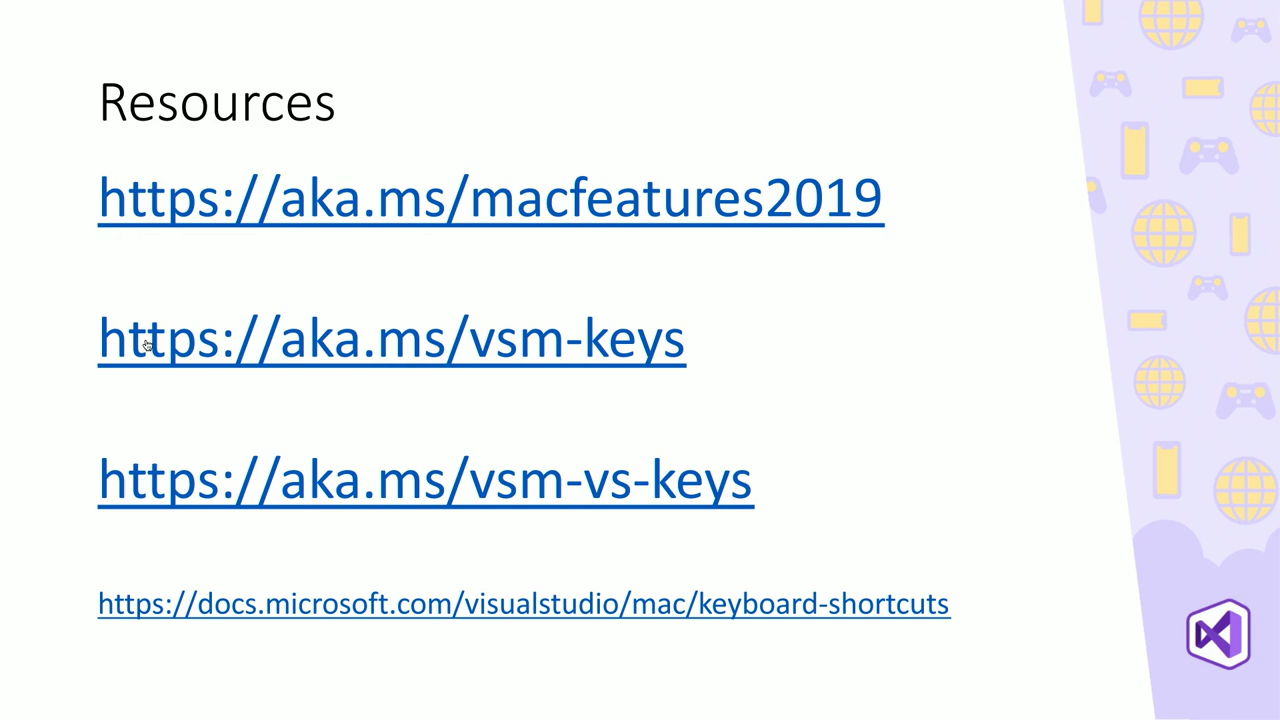 Resources
https://aka.ms/macfeatures2019
https://aka.ms/vsm-keys
https://aka.ms/vsm-vs-keys
https://docs.microsoft.com/visualstudio/mac/keyboard-shortcuts